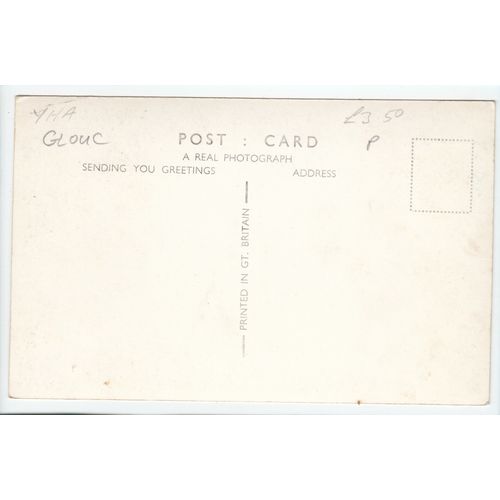 YHA
£3.50
GLOUC
P
POST : CARD
A REAL PHOTOGRAPH
SENDING YOU GREETINGS
ADDRESS
PRINTED IN GT. BRITAIN